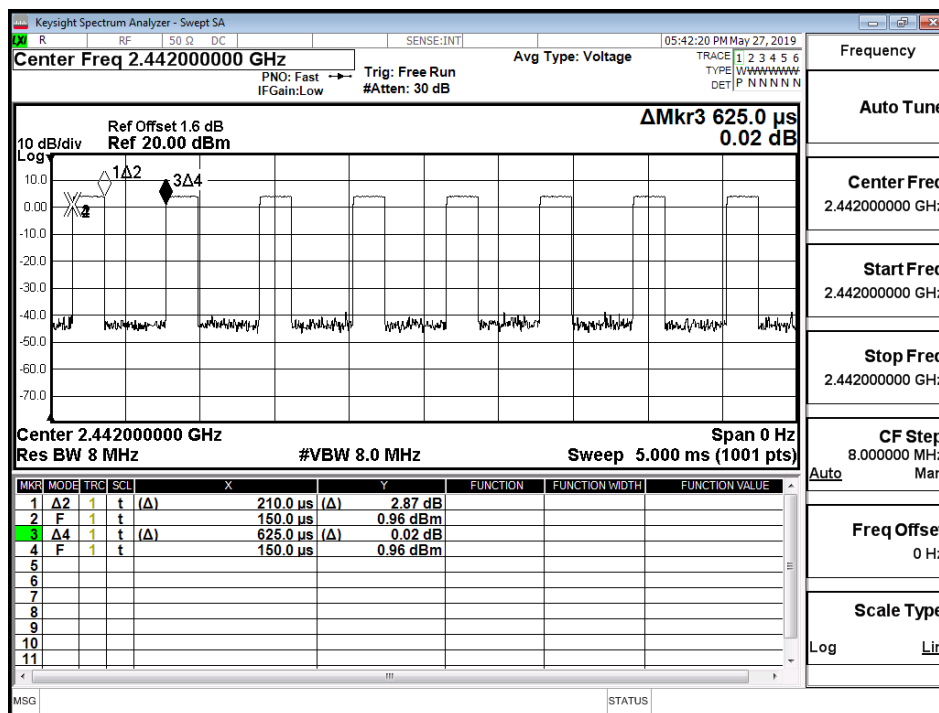 Keysight Spectrum Analyzer - Swept SA
LXI R RF 50 Ω DC SENSE:INT 05:42:20 PM May 27, 2019
Center Freq 2.442000000 GHz
PNO: Fast
IFGain:Low
Trig: Free Run
#Atten: 30 dB
Avg Type: Voltage
TRACE 1 2 3 4 5 6
TYPE WWWWWW
DET P N N N N N
ΔMkr3 625.0 µs
0.02 dB
Ref Offset 1.6 dB
10 dB/div Ref 20.00 dBm
Log
1Δ2
3Δ4
10.0
0.00
-10.0
-20.0
-30.0
-40.0
-50.0
-60.0
-70.0
Center 2.442000000 GHz Span 0 Hz
Res BW 8 MHz #VBW 8.0 MHz Sweep 5.000 ms (1001 pts)
MKR MODE TRC SCL X Y FUNCTION FUNCTION WIDTH FUNCTION VALUE
1 Δ2 1 t (Δ) 210.0 µs (Δ) 2.87 dB
2 F 1 t 150.0 µs 0.96 dBm
3 Δ4 1 t (Δ) 625.0 µs (Δ) 0.02 dB
4 F 1 t 150.0 µs 0.96 dBm
5
6
7
8
9
10
11
MSG STATUS
Frequency
Auto Tune
Center Freq
2.442000000 GHz
Start Freq
2.442000000 GHz
Stop Freq
2.442000000 GHz
CF Step
8.000000 MHz
Auto Man
Freq Offset
0 Hz
Scale Type
Log Lin